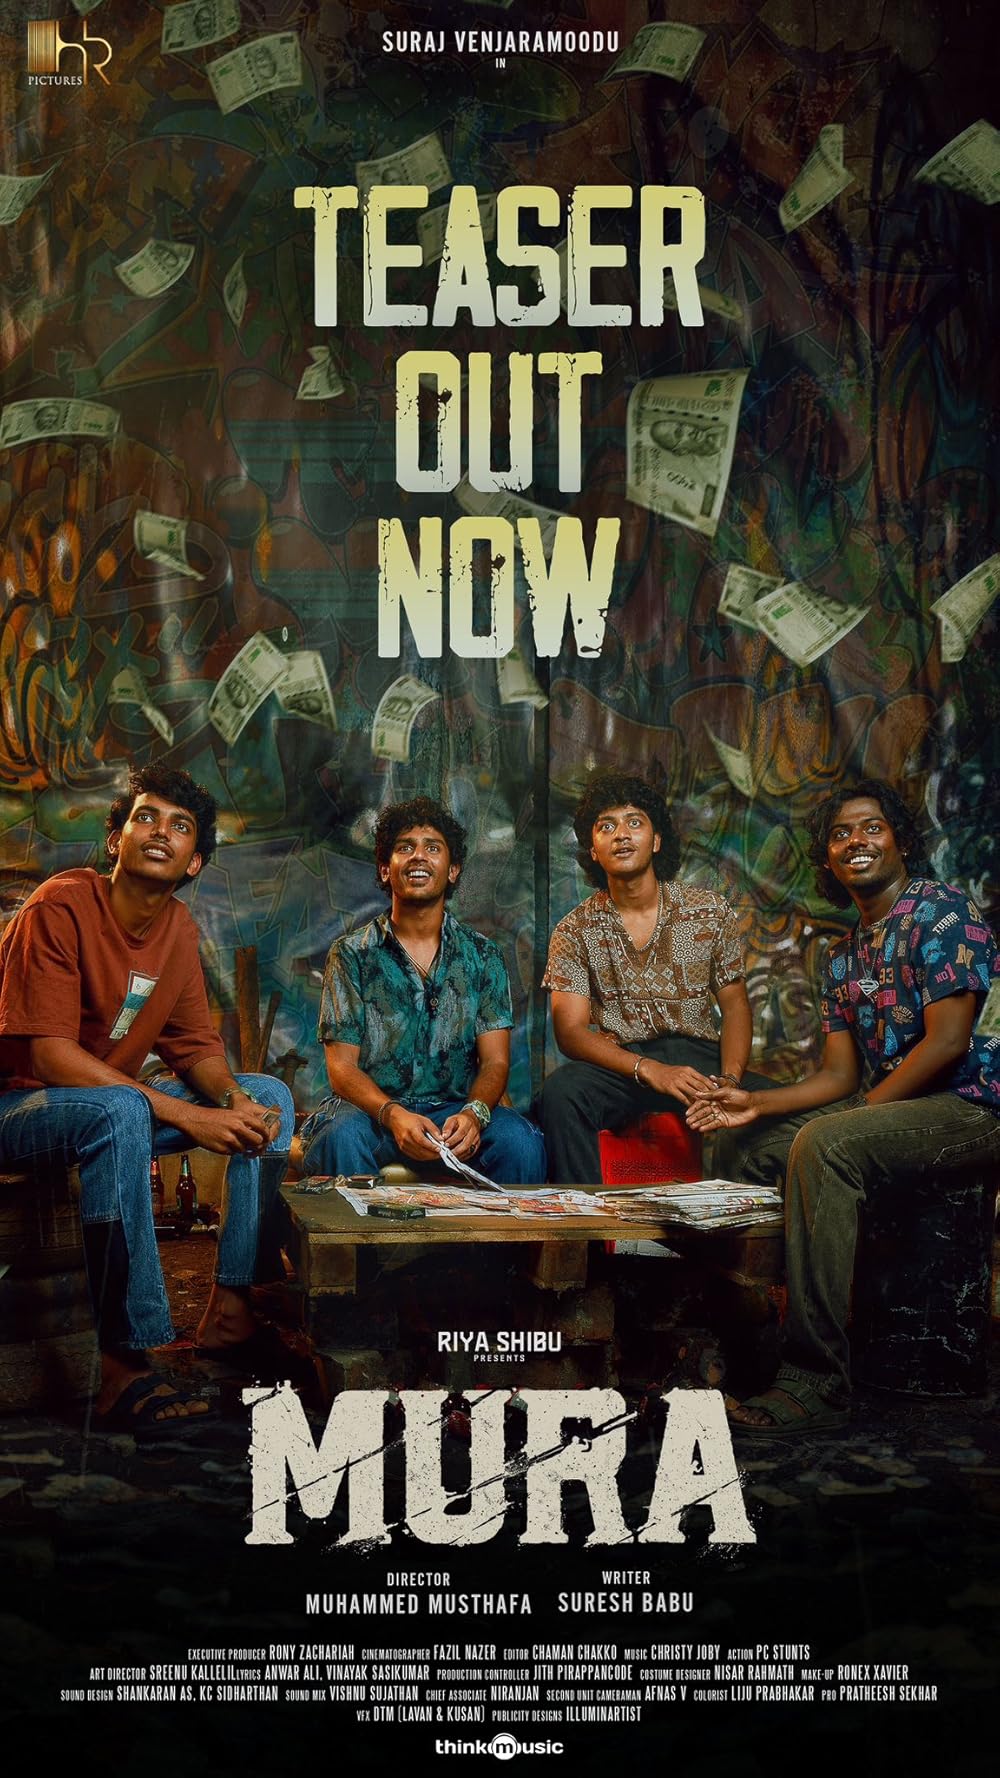 hr
PICTURES
SURAJ VENJARAMOODU
IN
TEASER
OUT
NOW
RIYA SHIBU
PRESENTS
MURA
DIRECTOR
MUHAMMED MUSTHAFA
WRITER
SURESH BABU
EXECUTIVE PRODUCER RONY ZACHARIAH CINEMATOGRAPHER FAZIL NAZER EDITOR CHAMAN CHAKKO MUSIC CHRISTY JOBY ACTION PC STUNTS
ART DIRECTOR SREENU KALLELIL LYRICS ANWAR ALI, VINAYAK SASIKUMAR PRODUCTION CONTROLLER JITH PIRAPPANCODE COSTUME DESIGNER NISAR RAHMATH MAKE-UP RONEX XAVIER
SOUND DESIGN SHANKARAN AS, KC SIDHARTHAN SOUND MIX VISHNU SUJATHAN CHIEF ASSOCIATE NIRANJAN SECOND UNIT CAMERAMAN AFNAS V COLORIST LIJU PRABHAKAR PRO PRATHEESH SEKHAR
VFX DTM (LAVAN & KUSAN) PUBLICITY DESIGNS ILLUMINARTIST
think music